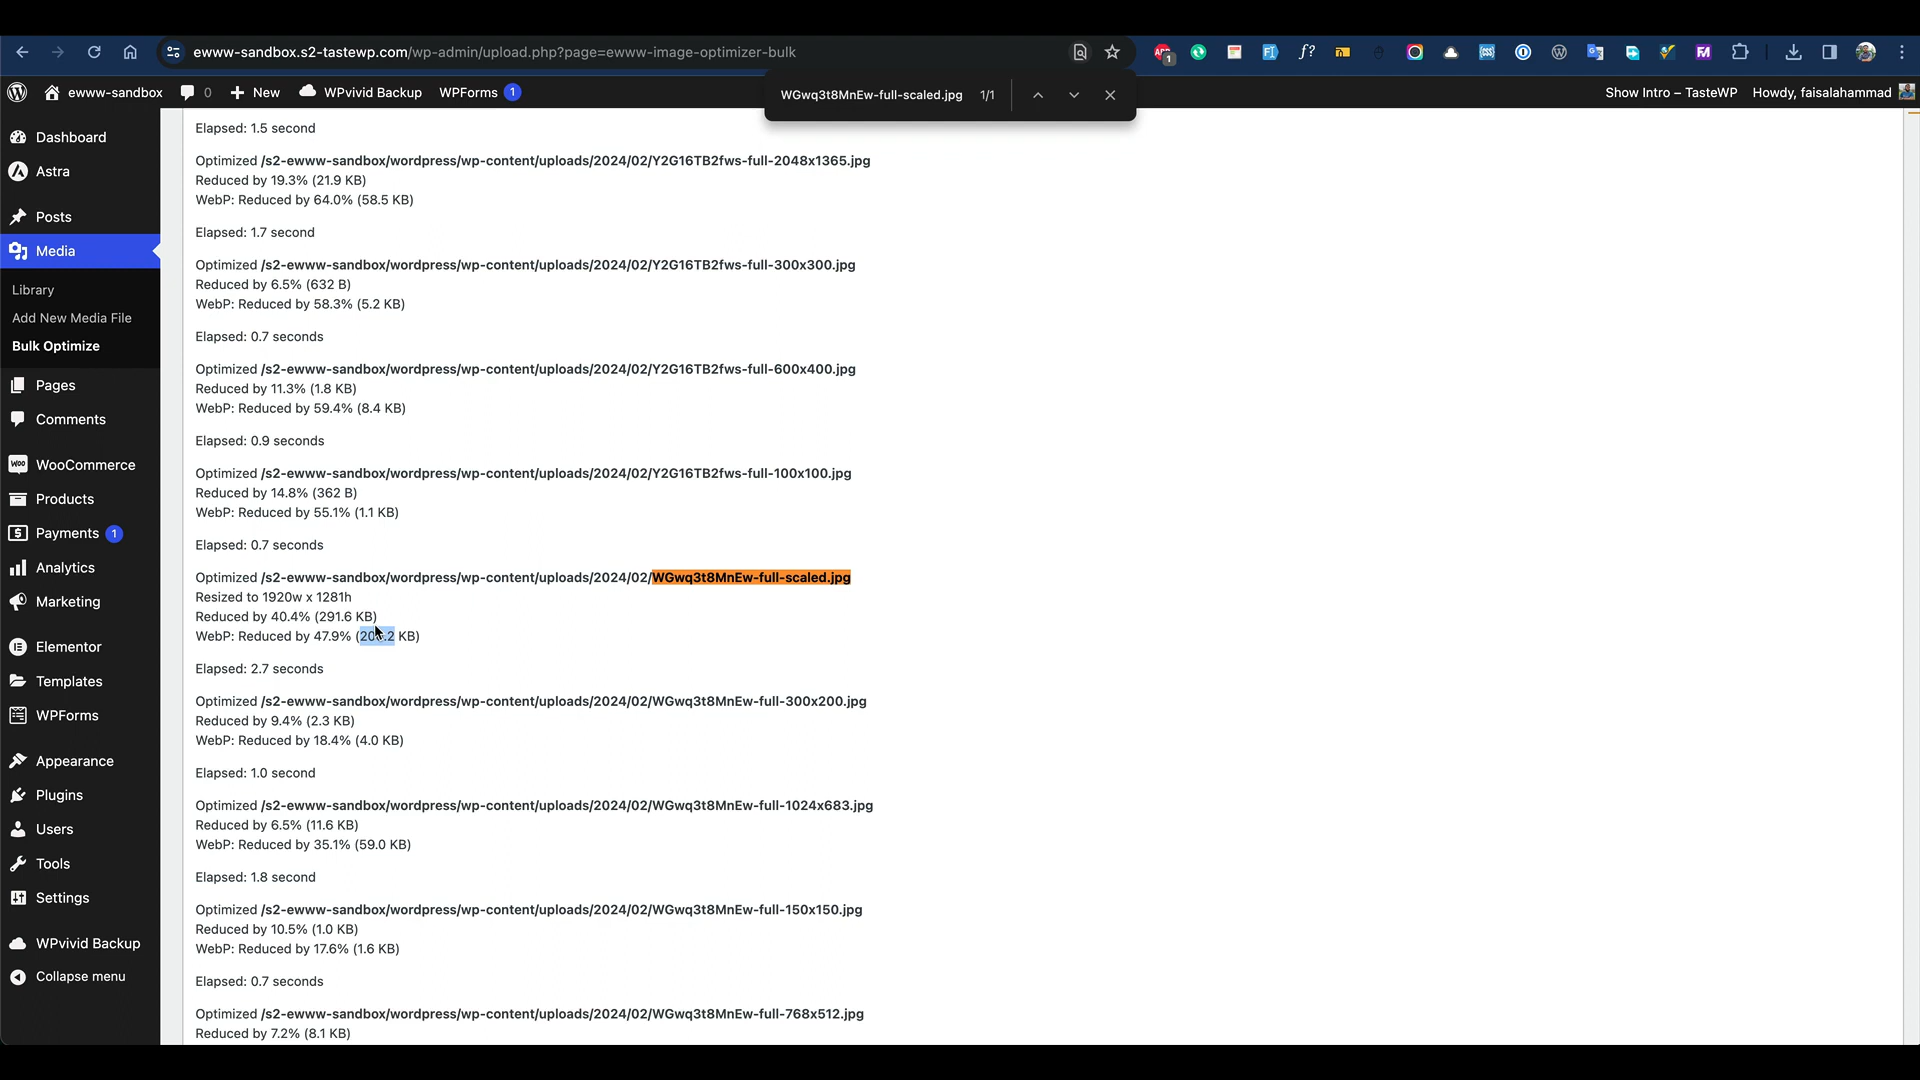 ewww-sandbox.s2-tastewp.com/wp-admin/upload.php?page=ewww-image-optimizer-bulk
ewww-sandbox 0 New WPvivid Backup WPForms 1
WGwq3t8MnEw-full-scaled.jpg 1/1
Show Intro – TasteWP Howdy, faisalahammad
Dashboard
Astra
Posts
Media
Library
Add New Media File
Bulk Optimize
Pages
Comments
WooCommerce
Products
Payments 1
Analytics
Marketing
Elementor
Templates
WPForms
Appearance
Plugins
Users
Tools
Settings
WPvivid Backup
Collapse menu
Elapsed: 1.5 second
Optimized /s2-ewww-sandbox/wordpress/wp-content/uploads/2024/02/Y2G16TB2fws-full-2048x1365.jpg
Reduced by 19.3% (21.9 KB)
WebP: Reduced by 64.0% (58.5 KB)
Elapsed: 1.7 second
Optimized /s2-ewww-sandbox/wordpress/wp-content/uploads/2024/02/Y2G16TB2fws-full-300x300.jpg
Reduced by 6.5% (632 B)
WebP: Reduced by 58.3% (5.2 KB)
Elapsed: 0.7 seconds
Optimized /s2-ewww-sandbox/wordpress/wp-content/uploads/2024/02/Y2G16TB2fws-full-600x400.jpg
Reduced by 11.3% (1.8 KB)
WebP: Reduced by 59.4% (8.4 KB)
Elapsed: 0.9 seconds
Optimized /s2-ewww-sandbox/wordpress/wp-content/uploads/2024/02/Y2G16TB2fws-full-100x100.jpg
Reduced by 14.8% (362 B)
WebP: Reduced by 55.1% (1.1 KB)
Elapsed: 0.7 seconds
Optimized /s2-ewww-sandbox/wordpress/wp-content/uploads/2024/02/WGwq3t8MnEw-full-scaled.jpg
Resized to 1920w x 1281h
Reduced by 40.4% (291.6 KB)
WebP: Reduced by 47.9% KB)
Elapsed: 2.7 seconds
Optimized /s2-ewww-sandbox/wordpress/wp-content/uploads/2024/02/WGwq3t8MnEw-full-300x200.jpg
Reduced by 9.4% (2.3 KB)
WebP: Reduced by 18.4% (4.0 KB)
Elapsed: 1.0 second
Optimized /s2-ewww-sandbox/wordpress/wp-content/uploads/2024/02/WGwq3t8MnEw-full-1024x683.jpg
Reduced by 6.5% (11.6 KB)
WebP: Reduced by 35.1% (59.0 KB)
Elapsed: 1.8 second
Optimized /s2-ewww-sandbox/wordpress/wp-content/uploads/2024/02/WGwq3t8MnEw-full-150x150.jpg
Reduced by 10.5% (1.0 KB)
WebP: Reduced by 17.6% (1.6 KB)
Elapsed: 0.7 seconds
Optimized /s2-ewww-sandbox/wordpress/wp-content/uploads/2024/02/WGwq3t8MnEw-full-768x512.jpg
Reduced by 7.2% (8.1 KB)